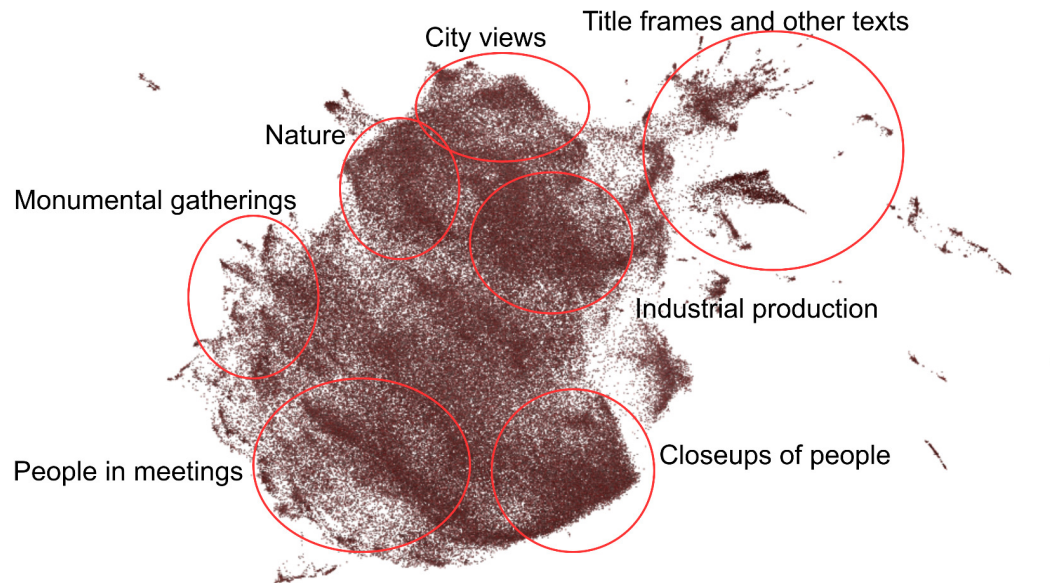 Title frames and other texts
City views
Nature
Monumental gatherings
Industrial production
Closeups of people
People in meetings